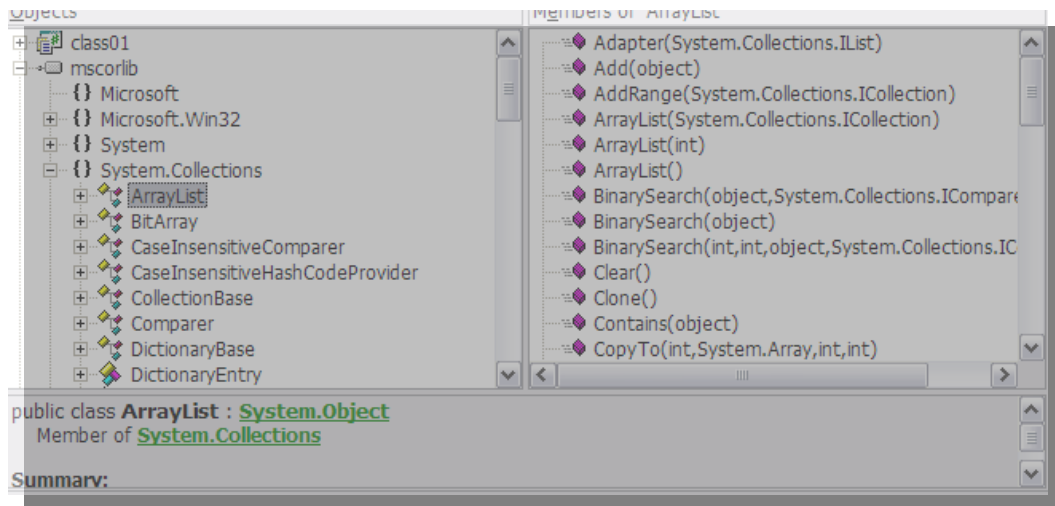 Objects
Members of 'ArrayList'
class01
mscorlib
{} Microsoft
{} Microsoft.Win32
{} System
{} System.Collections
ArrayList
BitArray
CaseInsensitiveComparer
CaseInsensitiveHashCodeProvider
CollectionBase
Comparer
DictionaryBase
DictionaryEntry
Adapter(System.Collections.IList)
Add(object)
AddRange(System.Collections.ICollection)
ArrayList(System.Collections.ICollection)
ArrayList(int)
ArrayList()
BinarySearch(object,System.Collections.ICompare
BinarySearch(object)
BinarySearch(int,int,object,System.Collections.IC
Clear()
Clone()
Contains(object)
CopyTo(int,System.Array,int,int)
public class ArrayList : System.Object
Member of System.Collections
Summary: